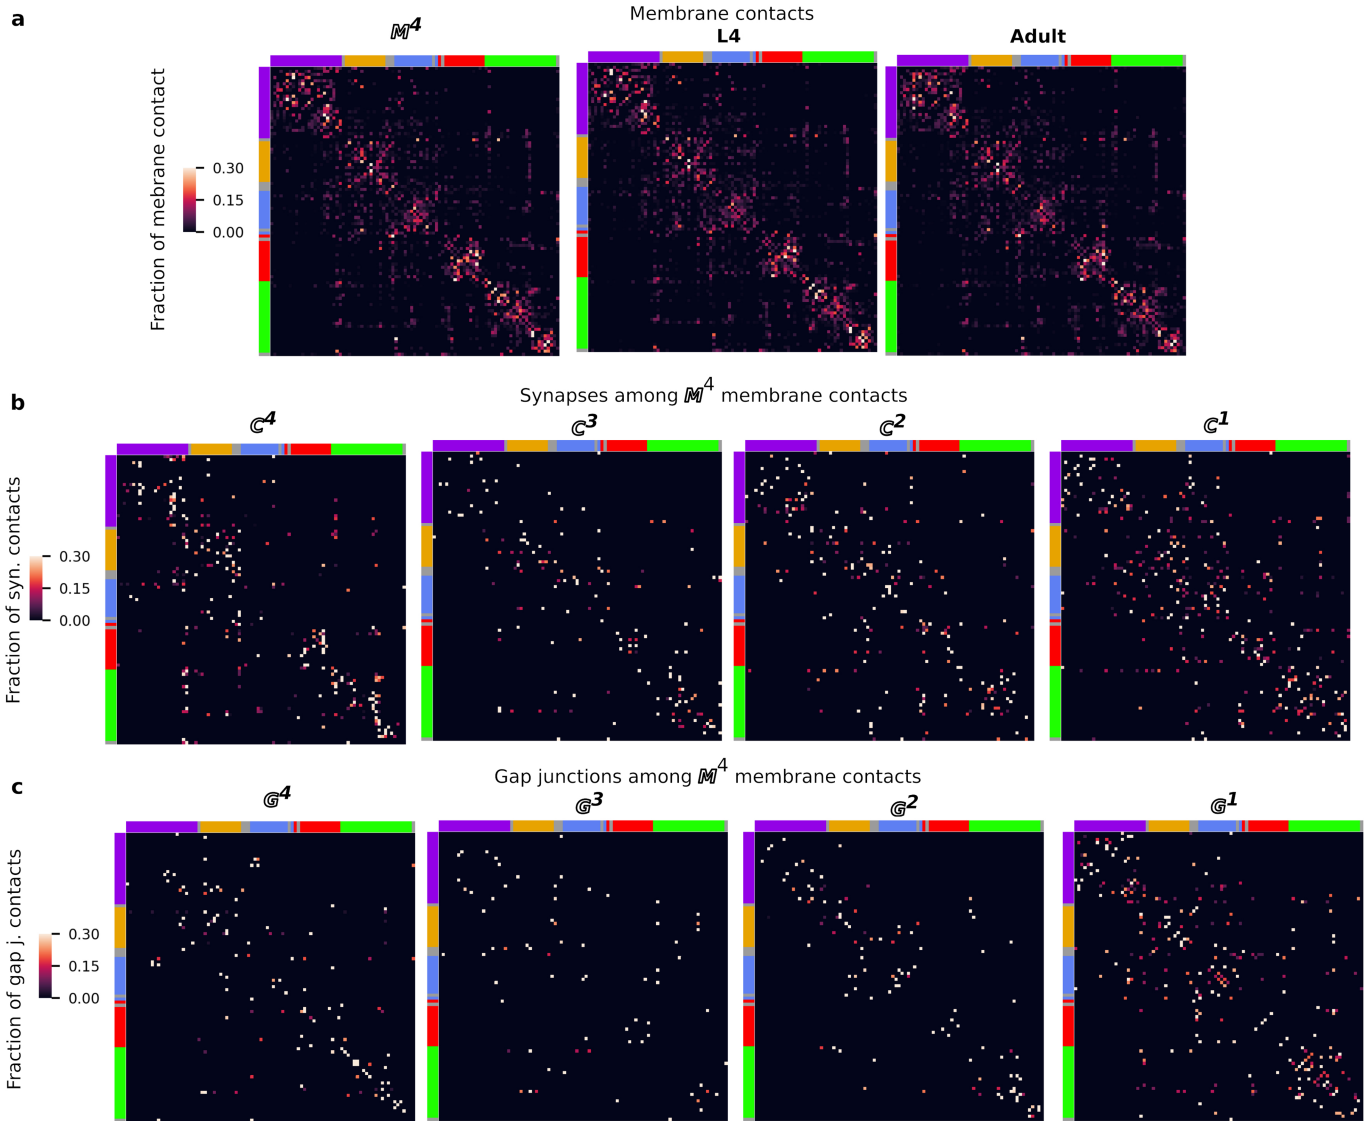 a
Membrane contacts
𝕄4
L4
Adult
Fraction of mebrane contact
0.30
0.15
0.00
b
Synapses among 𝕄4 membrane contacts
ℂ4
ℂ3
ℂ2
ℂ1
Fraction of syn. contacts
0.30
0.15
0.00
c
Gap junctions among 𝕄4 membrane contacts
𝔾4
𝔾3
𝔾2
𝔾1
Fraction of gap j. contacts
0.30
0.15
0.00